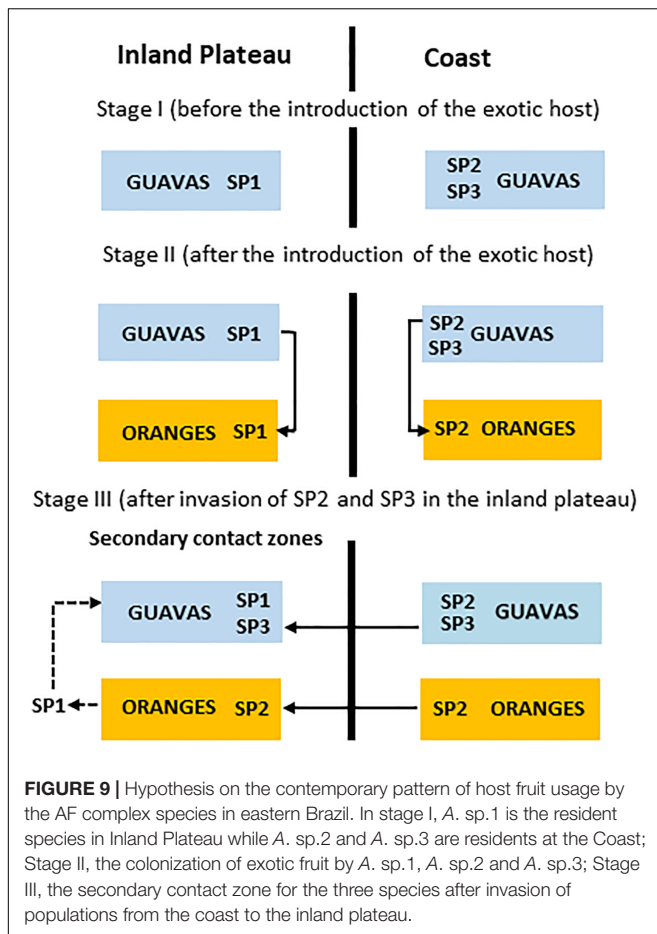 Inland Plateau Coast
Stage I (before the introduction of the exotic host)
GUAVAS SP1
SP2
SP3 GUAVAS
Stage II (after the introduction of the exotic host)
GUAVAS SP1
SP2
SP3 GUAVAS
ORANGES SP1
SP2 ORANGES
Stage III (after invasion of SP2 and SP3 in the inland plateau)
Secondary contact zones
GUAVAS SP1
SP3
SP2
SP3 GUAVAS
SP1
ORANGES SP2
SP2 ORANGES
FIGURE 9 | Hypothesis on the contemporary pattern of host fruit usage by
the AF complex species in eastern Brazil. In stage I, A. sp.1 is the resident
species in Inland Plateau while A. sp.2 and A. sp.3 are residents at the Coast;
Stage II, the colonization of exotic fruit by A. sp.1, A. sp.2 and A. sp.3; Stage
III, the secondary contact zone for the three species after invasion of
populations from the coast to the inland plateau.